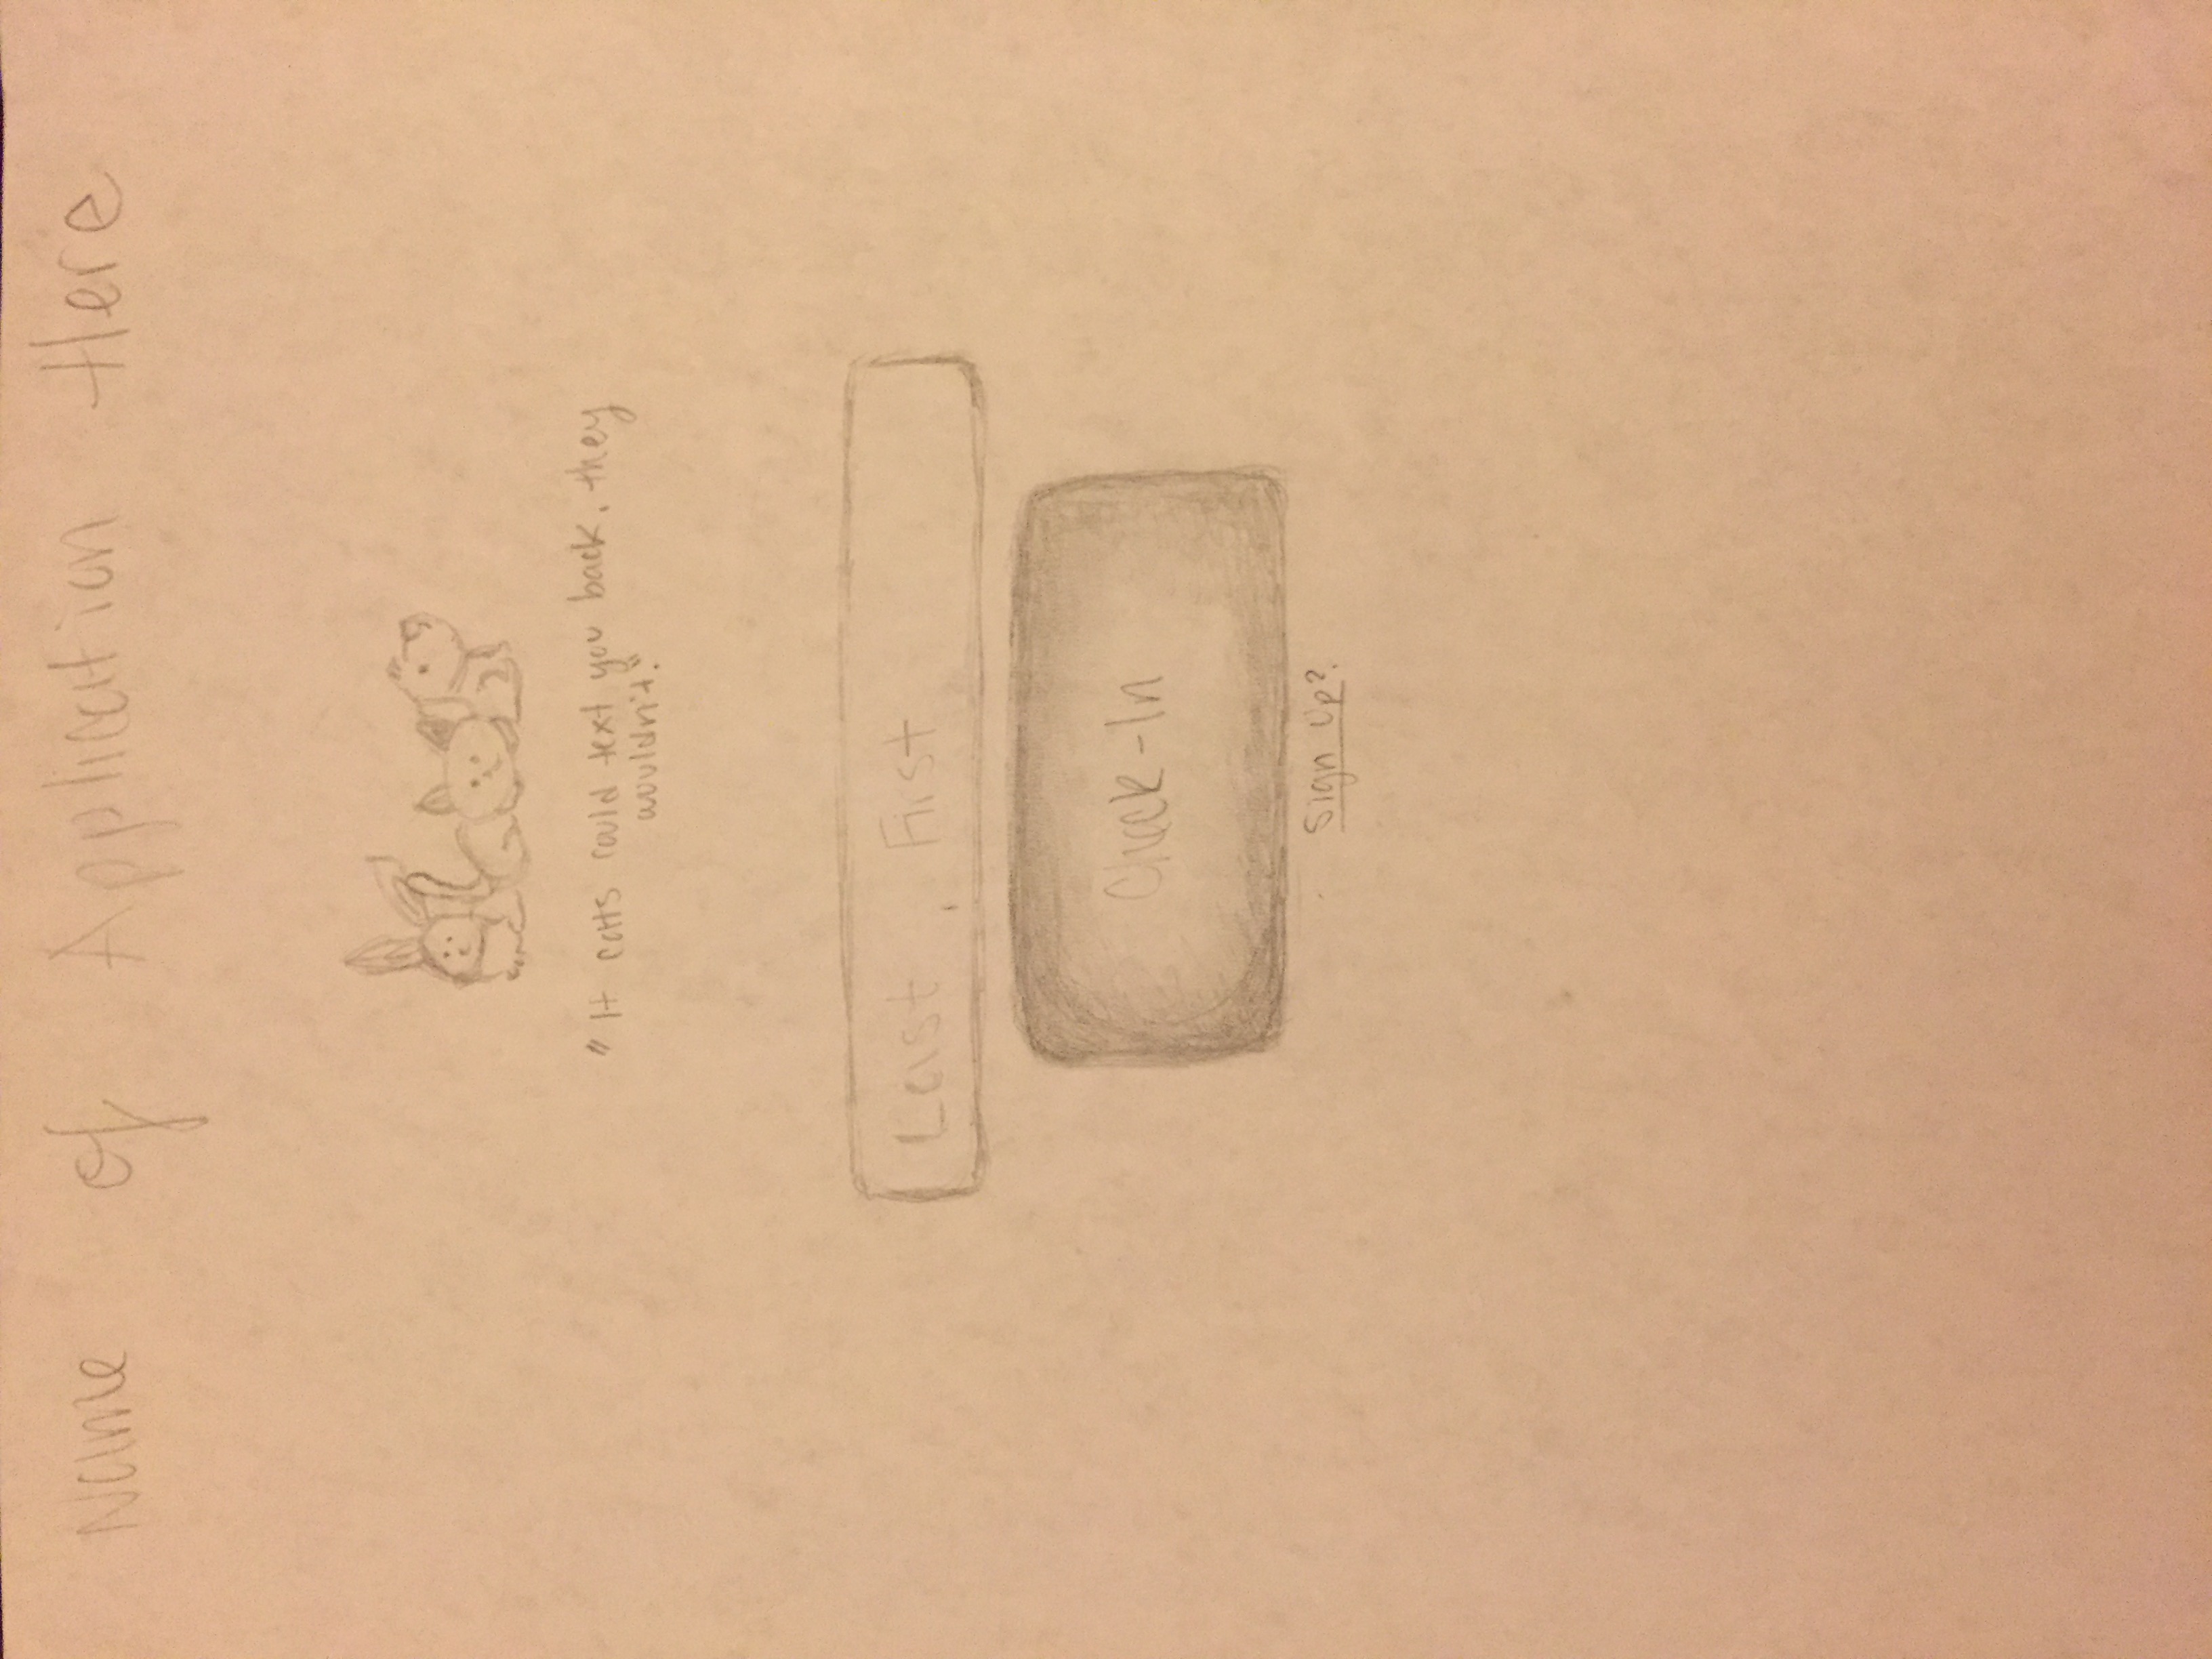 Name of Application Here
"If cats could text you back, they
wouldn't."
Last , First
Check-In
Sign Up?